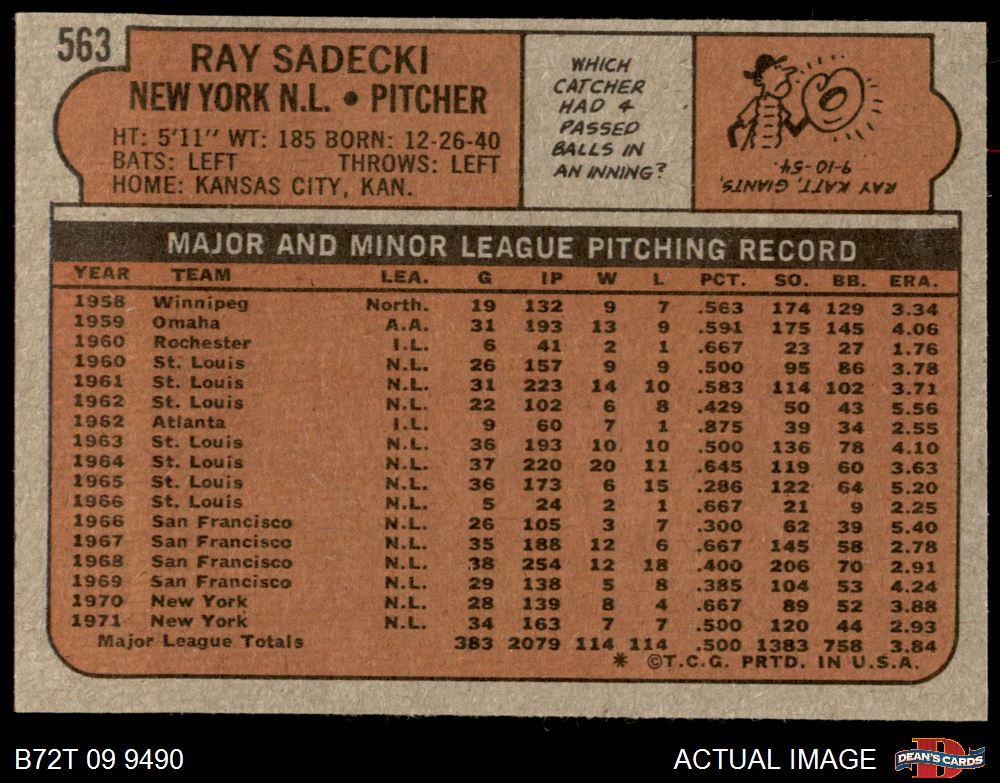 563
RAY SADECKI
NEW YORK N.L. • PITCHER
HT: 5'11" WT: 185 BORN: 12-26-40
BATS: LEFT THROWS: LEFT
HOME: KANSAS CITY, KAN.
WHICH
CATCHER
HAD 4
PASSED
BALLS IN
AN INNING?
RAY KATT, GIANTS,
9-10-54.
MAJOR AND MINOR LEAGUE PITCHING RECORD
YEAR TEAM LEA. G IP W L PCT. SO. BB. ERA.
1958 Winnipeg North. 19 132 9 7 .563 174 129 3.34
1959 Omaha A.A. 31 193 13 9 .591 175 145 4.06
1960 Rochester I.L. 6 41 2 1 .667 23 27 1.76
1960 St. Louis N.L. 26 157 9 9 .500 95 86 3.78
1961 St. Louis N.L. 31 223 14 10 .583 114 102 3.71
1962 St. Louis N.L. 22 102 6 8 .429 50 43 5.56
1962 Atlanta I.L. 9 60 7 1 .875 39 34 2.55
1963 St. Louis N.L. 36 193 10 10 .500 136 78 4.10
1964 St. Louis N.L. 37 220 20 11 .645 119 60 3.63
1965 St. Louis N.L. 36 173 6 15 .286 122 64 5.20
1966 St. Louis N.L. 5 24 2 1 .667 21 9 2.25
1966 San Francisco N.L. 26 105 3 7 .300 62 39 5.40
1967 San Francisco N.L. 35 188 12 6 .667 145 58 2.78
1968 San Francisco N.L. 38 254 12 18 .400 206 70 2.91
1969 San Francisco N.L. 29 138 5 8 .385 104 53 4.24
1970 New York N.L. 28 139 8 4 .667 89 52 3.88
1971 New York N.L. 34 163 7 7 .500 120 44 2.93
Major League Totals 383 2079 114 114 .500 1383 758 3.84
* ©T.C.G. PRTD. IN U.S.A.
B72T 09 9490
ACTUAL IMAGE
D
DEAN'S CARDS